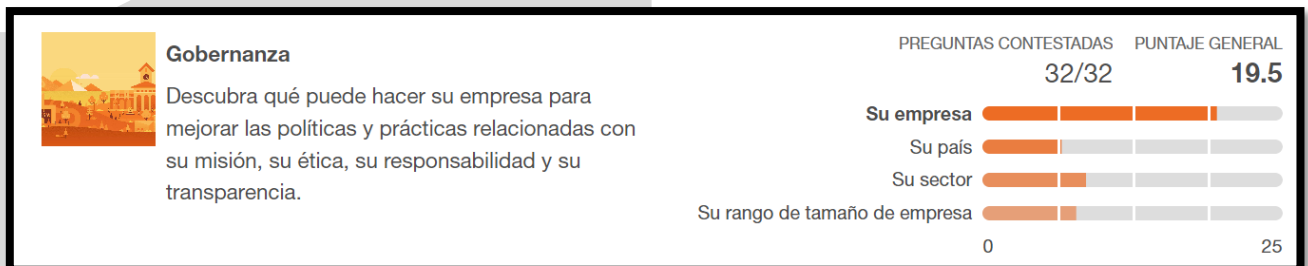 Gobernanza
Descubra qué puede hacer su empresa para
mejorar las políticas y prácticas relacionadas con
su misión, su ética, su responsabilidad y su
transparencia.
PREGUNTAS CONTESTADAS PUNTAJE GENERAL
32/32 19.5
Su empresa
Su país
Su sector
Su rango de tamaño de empresa
0 25